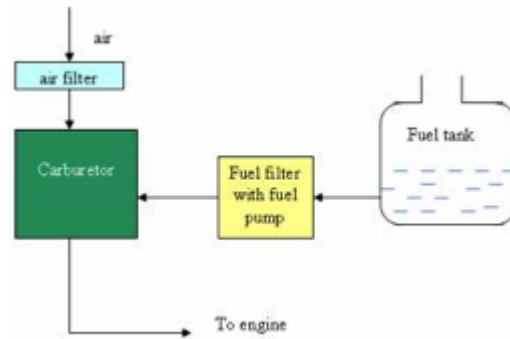 air
air filter
Carburetor
Fuel filter
with fuel
pump
Fuel tank
To engine